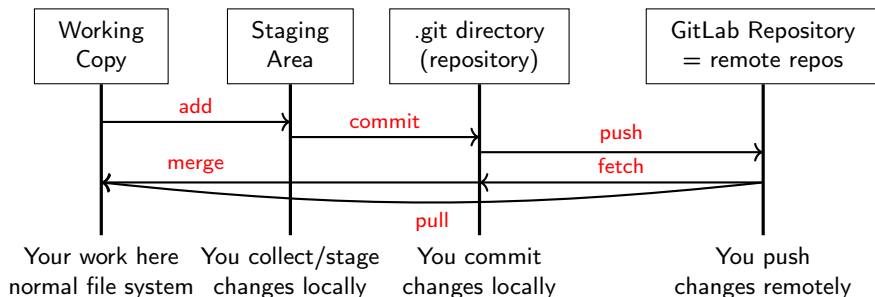 Working
Copy
Staging
Area
.git directory
(repository)
GitLab Repository
= remote repos
add
commit
push
merge
fetch
pull
Your work here
normal file system
You collect/stage
changes locally
You commit
changes locally
You push
changes remotely